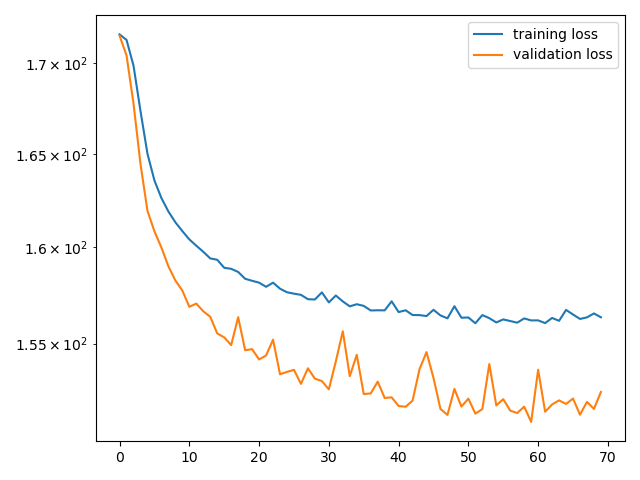 training loss
validation loss
1.7 × 10²
1.65 × 10²
1.6 × 10²
1.55 × 10²
0 10 20 30 40 50 60 70